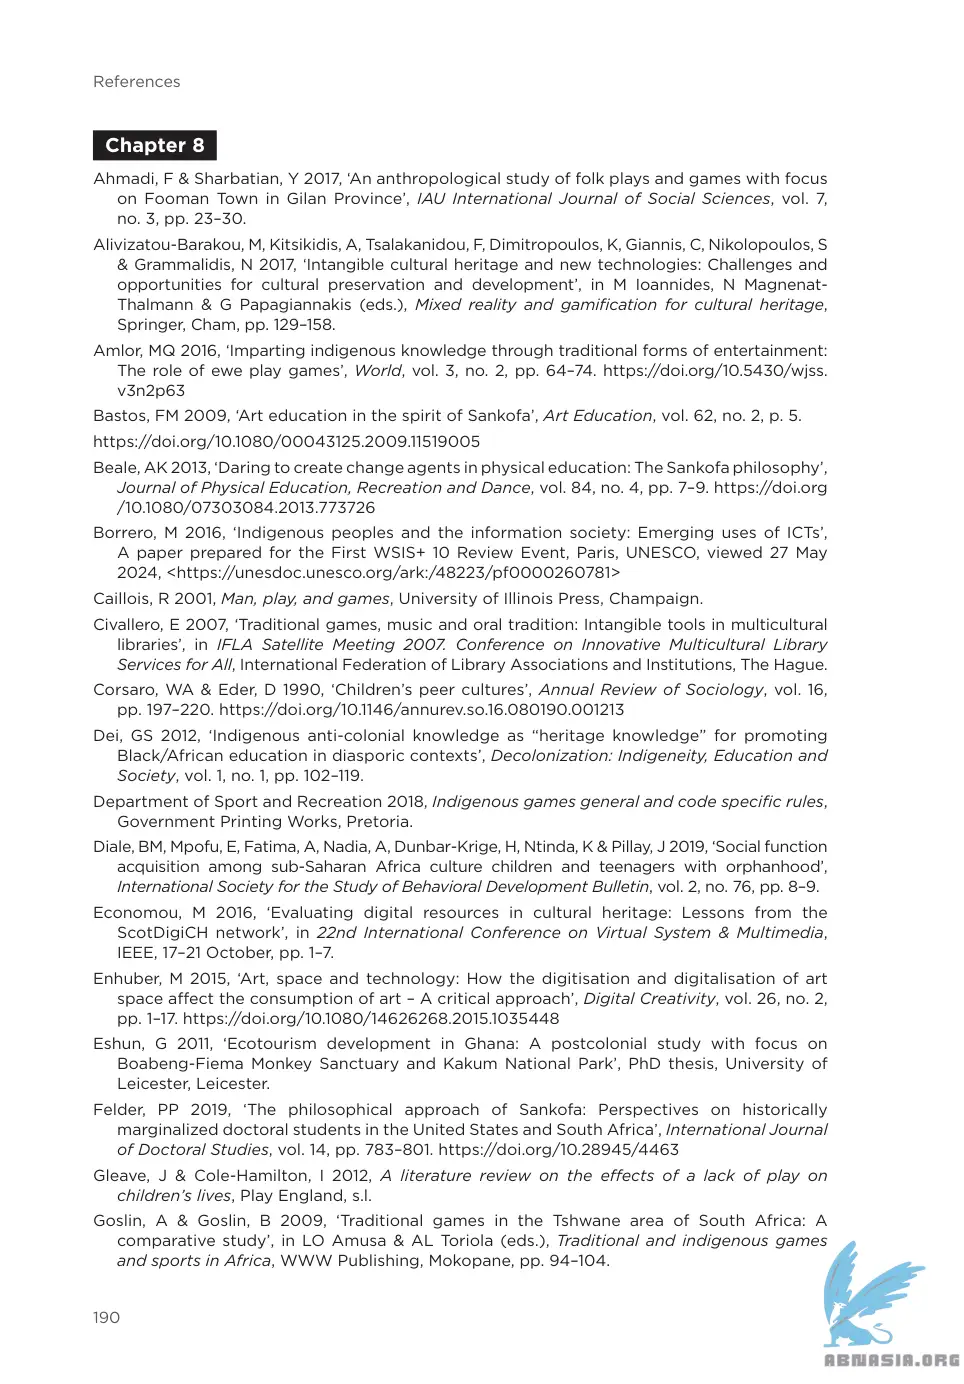 References
Chapter 8
Ahmadi, F & Sharbatian, Y 2017, ‘An anthropological study of folk plays and games with focus
on Fooman Town in Gilan Province’, IAU International Journal of Social Sciences, vol. 7,
no. 3, pp. 23–30.
Alivizatou-Barakou, M, Kitsikidis, A, Tsalakanidou, F, Dimitropoulos, K, Giannis, C, Nikolopoulos, S
& Grammalidis, N 2017, ‘Intangible cultural heritage and new technologies: Challenges and
opportunities for cultural preservation and development’, in M Ioannides, N Magnenat-
Thalmann & G Papagiannakis (eds.), Mixed reality and gamification for cultural heritage,
Springer, Cham, pp. 129–158.
Amlor, MQ 2016, ‘Imparting indigenous knowledge through traditional forms of entertainment:
The role of ewe play games’, World, vol. 3, no. 2, pp. 64–74. https://doi.org/10.5430/wjss.
v3n2p63
Bastos, FM 2009, ‘Art education in the spirit of Sankofa’, Art Education, vol. 62, no. 2, p. 5.
https://doi.org/10.1080/00043125.2009.11519005
Beale, AK 2013, ‘Daring to create change agents in physical education: The Sankofa philosophy’,
Journal of Physical Education, Recreation and Dance, vol. 84, no. 4, pp. 7–9. https://doi.org
/10.1080/07303084.2013.773726
Borrero, M 2016, ‘Indigenous peoples and the information society: Emerging uses of ICTs’,
A paper prepared for the First WSIS+ 10 Review Event, Paris, UNESCO, viewed 27 May
2024, <https://unesdoc.unesco.org/ark:/48223/pf0000260781>
Caillois, R 2001, Man, play, and games, University of Illinois Press, Champaign.
Civallero, E 2007, ‘Traditional games, music and oral tradition: Intangible tools in multicultural
libraries’, in IFLA Satellite Meeting 2007. Conference on Innovative Multicultural Library
Services for All, International Federation of Library Associations and Institutions, The Hague.
Corsaro, WA & Eder, D 1990, ‘Children’s peer cultures’, Annual Review of Sociology, vol. 16,
pp. 197–220. https://doi.org/10.1146/annurev.so.16.080190.001213
Dei, GS 2012, ‘Indigenous anti-colonial knowledge as “heritage knowledge” for promoting
Black/African education in diasporic contexts’, Decolonization: Indigeneity, Education and
Society, vol. 1, no. 1, pp. 102–119.
Department of Sport and Recreation 2018, Indigenous games general and code specific rules,
Government Printing Works, Pretoria.
Diale, BM, Mpofu, E, Fatima, A, Nadia, A, Dunbar-Krige, H, Ntinda, K & Pillay, J 2019, ‘Social function
acquisition among sub-Saharan Africa culture children and teenagers with orphanhood’,
International Society for the Study of Behavioral Development Bulletin, vol. 2, no. 76, pp. 8–9.
Economou, M 2016, ‘Evaluating digital resources in cultural heritage: Lessons from the
ScotDigiCH network’, in 22nd International Conference on Virtual System & Multimedia,
IEEE, 17–21 October, pp. 1–7.
Enhuber, M 2015, ‘Art, space and technology: How the digitisation and digitalisation of art
space affect the consumption of art – A critical approach’, Digital Creativity, vol. 26, no. 2,
pp. 1–17. https://doi.org/10.1080/14626268.2015.1035448
Eshun, G 2011, ‘Ecotourism development in Ghana: A postcolonial study with focus on
Boabeng-Fiema Monkey Sanctuary and Kakum National Park’, PhD thesis, University of
Leicester, Leicester.
Felder, PP 2019, ‘The philosophical approach of Sankofa: Perspectives on historically
marginalized doctoral students in the United States and South Africa’, International Journal
of Doctoral Studies, vol. 14, pp. 783–801. https://doi.org/10.28945/4463
Gleave, J & Cole-Hamilton, I 2012, A literature review on the effects of a lack of play on
children’s lives, Play England, s.l.
Goslin, A & Goslin, B 2009, ‘Traditional games in the Tshwane area of South Africa: A
comparative study’, in LO Amusa & AL Toriola (eds.), Traditional and indigenous games
and sports in Africa, WWW Publishing, Mokopane, pp. 94–104.
190
ABNASIA.ORG